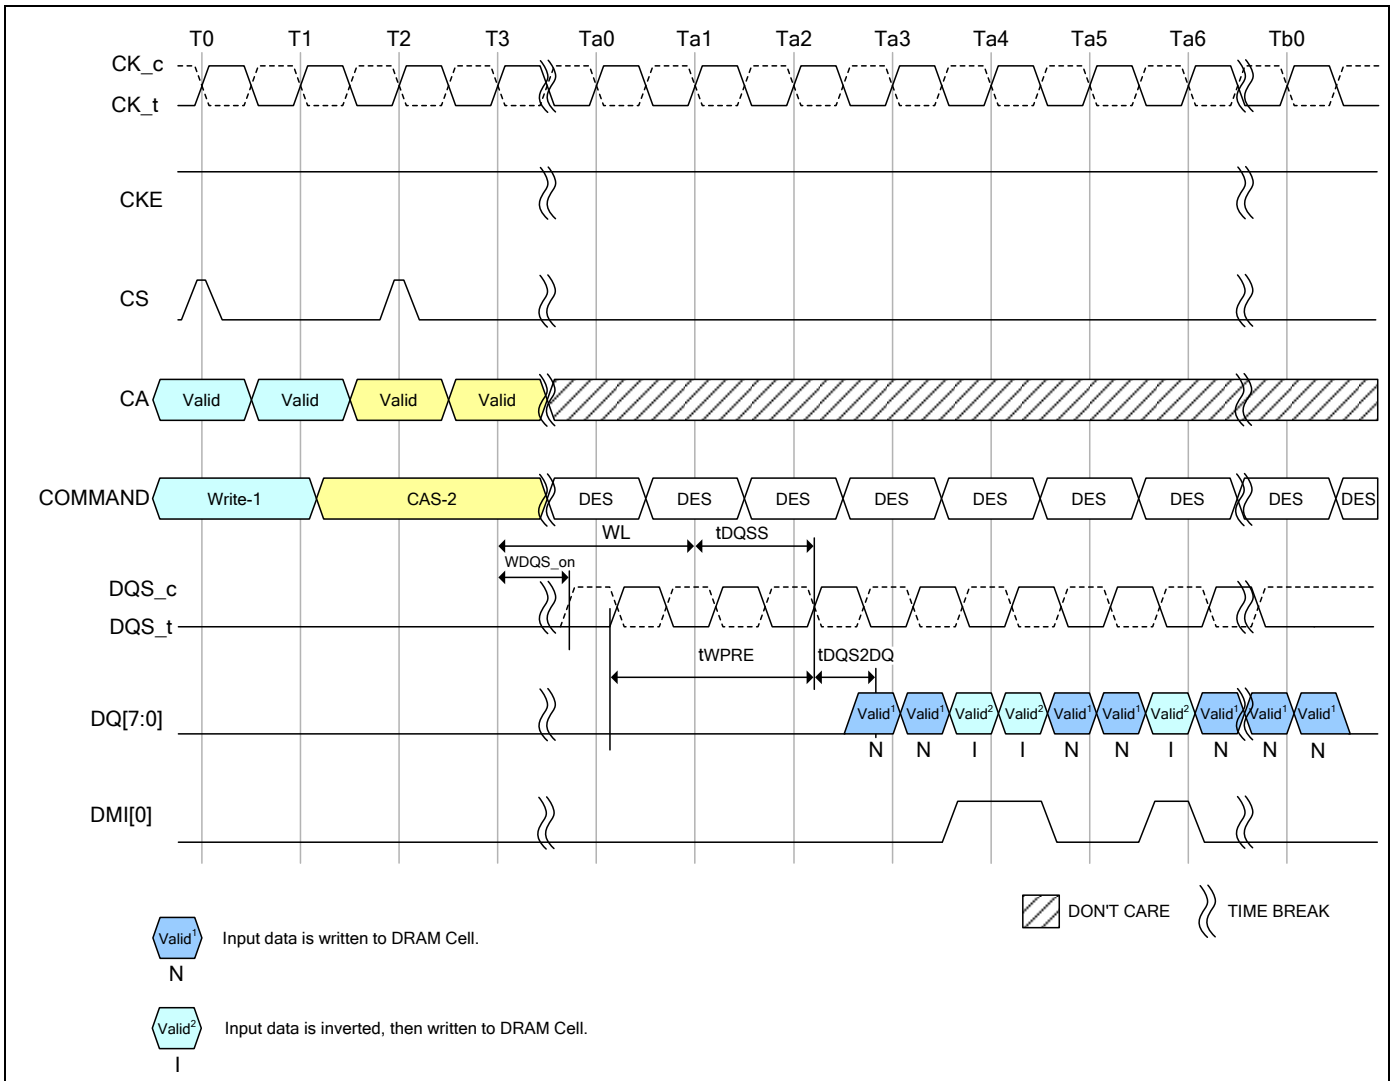 T0 T1 T2 T3 Ta0 Ta1 Ta2 Ta3 Ta4 Ta5 Ta6 Tb0
CK_c
CK_t
CKE
CS
CA Valid Valid Valid Valid
COMMAND Write-1 CAS-2 DES DES DES DES DES DES DES DES DES
WL tDQSS
WDQS_on
DQS_c
DQS_t
tWPRE tDQS2DQ
DQ[7:0] Valid¹ Valid¹ Valid² Valid² Valid¹ Valid¹ Valid² Valid¹ Valid¹ Valid¹
N N I I N N I N N N
DMI[0]
DON'T CARE TIME BREAK
Valid¹ Input data is written to DRAM Cell.
N
Valid² Input data is inverted, then written to DRAM Cell.
I